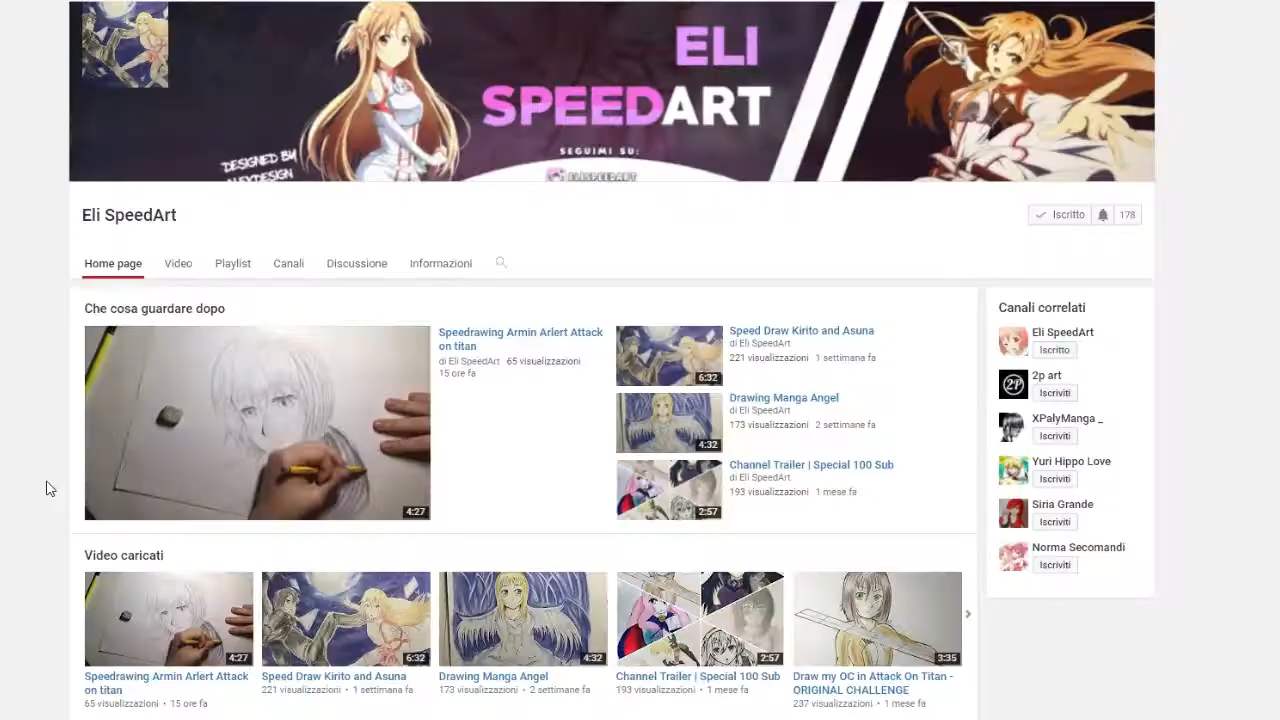 ELI
SPEEDART
SEGUIMI SU:
ELISPEEDART
DESIGNED BY
ALEXDESIGN
Eli SpeedArt
Iscritto 178
Home page Video Playlist Canali Discussione Informazioni
Che cosa guardare dopo
4:27
Speedrawing Armin Arlert Attack
on titan
di Eli SpeedArt 65 visualizzazioni
15 ore fa
6:32
Speed Draw Kirito and Asuna
di Eli SpeedArt
221 visualizzazioni 1 settimana fa
4:32
Drawing Manga Angel
di Eli SpeedArt
173 visualizzazioni 2 settimane fa
2:57
Channel Trailer | Special 100 Sub
di Eli SpeedArt
193 visualizzazioni 1 mese fa
Canali correlati
Eli SpeedArt
Iscritto
2P
2p art
Iscriviti
XPalyManga _
Iscriviti
Yuri Hippo Love
Iscriviti
Siria Grande
Iscriviti
Norma Secomandi
Iscriviti
Video caricati
4:27
Speedrawing Armin Arlert Attack
on titan
65 visualizzazioni • 15 ore fa
6:32
Speed Draw Kirito and Asuna
221 visualizzazioni • 1 settimana fa
4:32
Drawing Manga Angel
173 visualizzazioni • 2 settimane fa
2:57
Channel Trailer | Special 100 Sub
193 visualizzazioni • 1 mese fa
3:35
Draw my OC in Attack On Titan -
ORIGINAL CHALLENGE
237 visualizzazioni • 1 mese fa